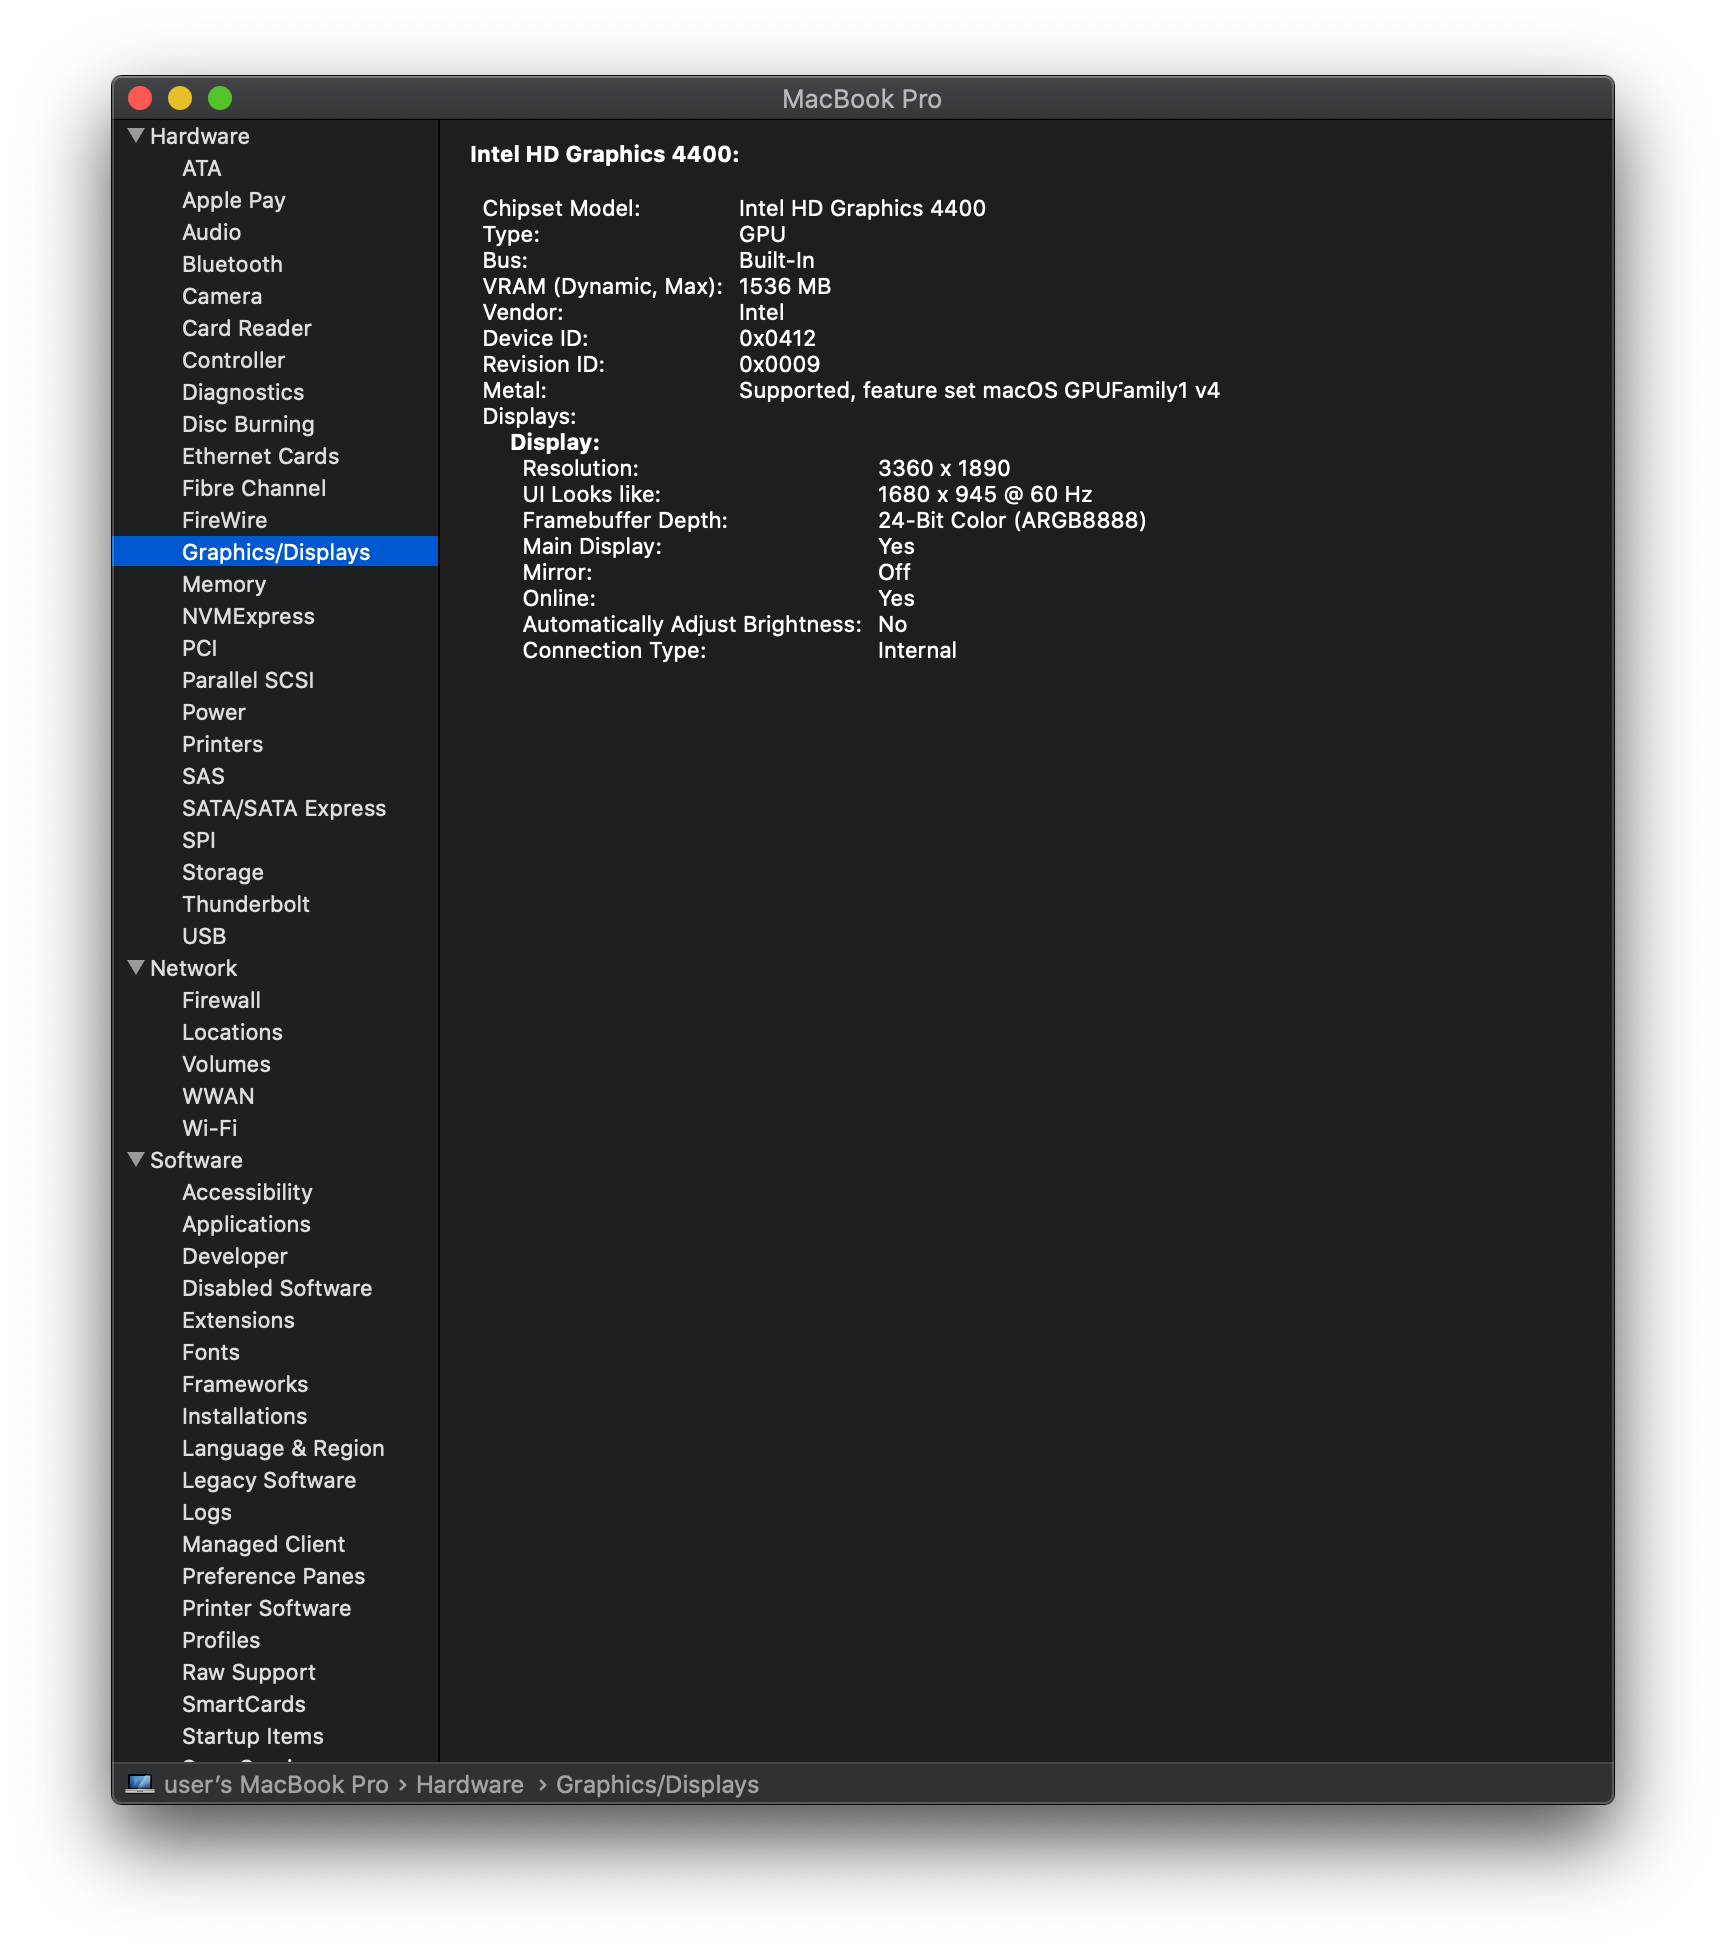 MacBook Pro
Hardware
ATA
Apple Pay
Audio
Bluetooth
Camera
Card Reader
Controller
Diagnostics
Disc Burning
Ethernet Cards
Fibre Channel
FireWire
Graphics/Displays
Memory
NVMExpress
PCI
Parallel SCSI
Power
Printers
SAS
SATA/SATA Express
SPI
Storage
Thunderbolt
USB
Network
Firewall
Locations
Volumes
WWAN
Wi-Fi
Software
Accessibility
Applications
Developer
Disabled Software
Extensions
Fonts
Frameworks
Installations
Language & Region
Legacy Software
Logs
Managed Client
Preference Panes
Printer Software
Profiles
Raw Support
SmartCards
Startup Items
Intel HD Graphics 4400:
Chipset Model: Intel HD Graphics 4400
Type: GPU
Bus: Built-In
VRAM (Dynamic, Max): 1536 MB
Vendor: Intel
Device ID: 0x0412
Revision ID: 0x0009
Metal: Supported, feature set macOS GPUFamily1 v4
Displays:
Display:
Resolution: 3360 x 1890
UI Looks like: 1680 x 945 @ 60 Hz
Framebuffer Depth: 24-Bit Color (ARGB8888)
Main Display: Yes
Mirror: Off
Online: Yes
Automatically Adjust Brightness: No
Connection Type: Internal
user's MacBook Pro › Hardware › Graphics/Displays